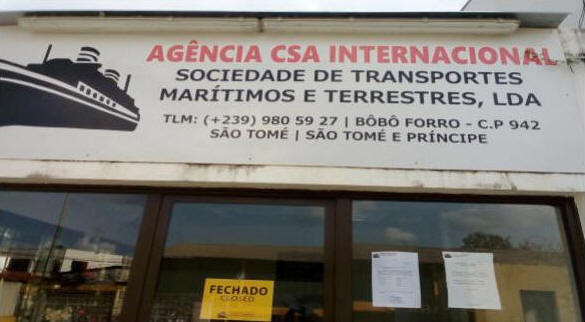 AGÊNCIA CSA INTERNACIONAL
SOCIEDADE DE TRANSPORTES
MARÍTIMOS E TERRESTRES, LDA
TLM: (+239) 980 59 27 | BÔBÔ FORRO - C.P 942
SÃO TOMÉ | SÃO TOMÉ E PRÍNCIPE
FECHADO
CLOSED